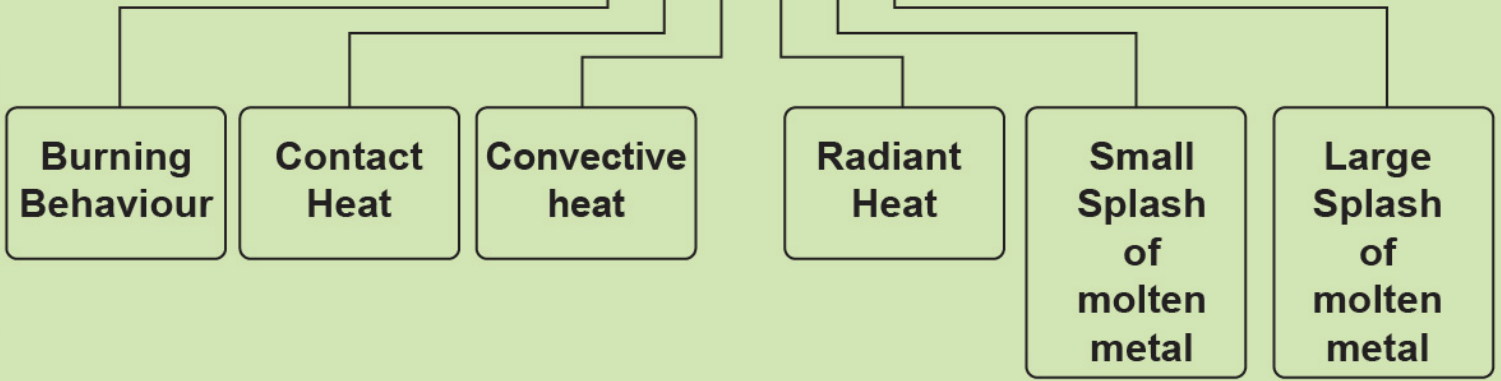 Burning
Behaviour
Contact
Heat
Convective
heat
Radiant
Heat
Small
Splash
of
molten
metal
Large
Splash
of
molten
metal